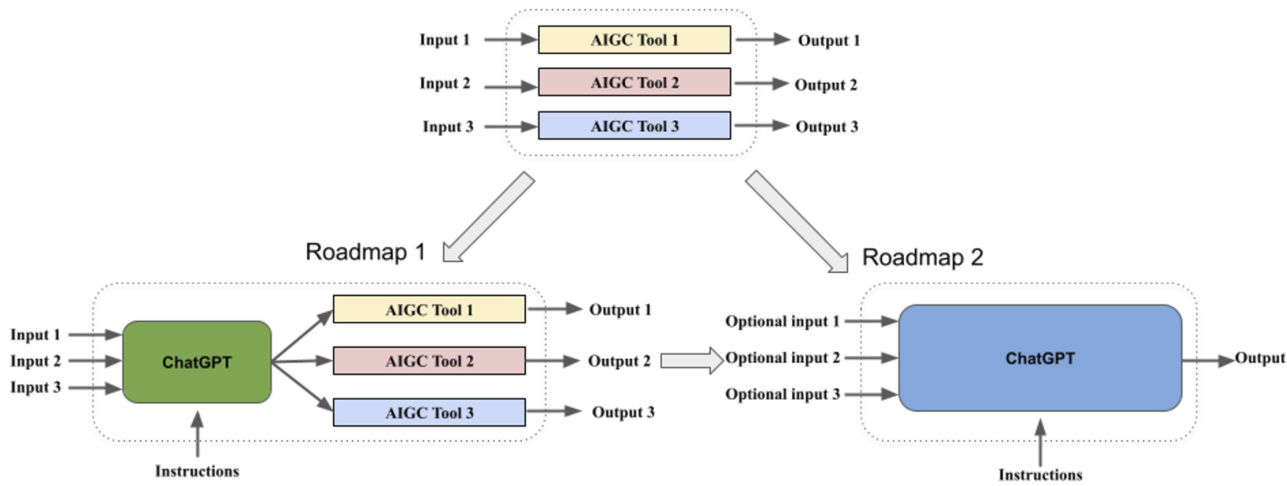 Input 1
AIGC Tool 1
Output 1
Input 2
AIGC Tool 2
Output 2
Input 3
AIGC Tool 3
Output 3
Roadmap 1
Roadmap 2
Input 1
Input 2
Input 3
ChatGPT
AIGC Tool 1
Output 1
AIGC Tool 2
Output 2
AIGC Tool 3
Output 3
Instructions
Optional input 1
Optional input 2
Optional input 3
ChatGPT
Output
Instructions